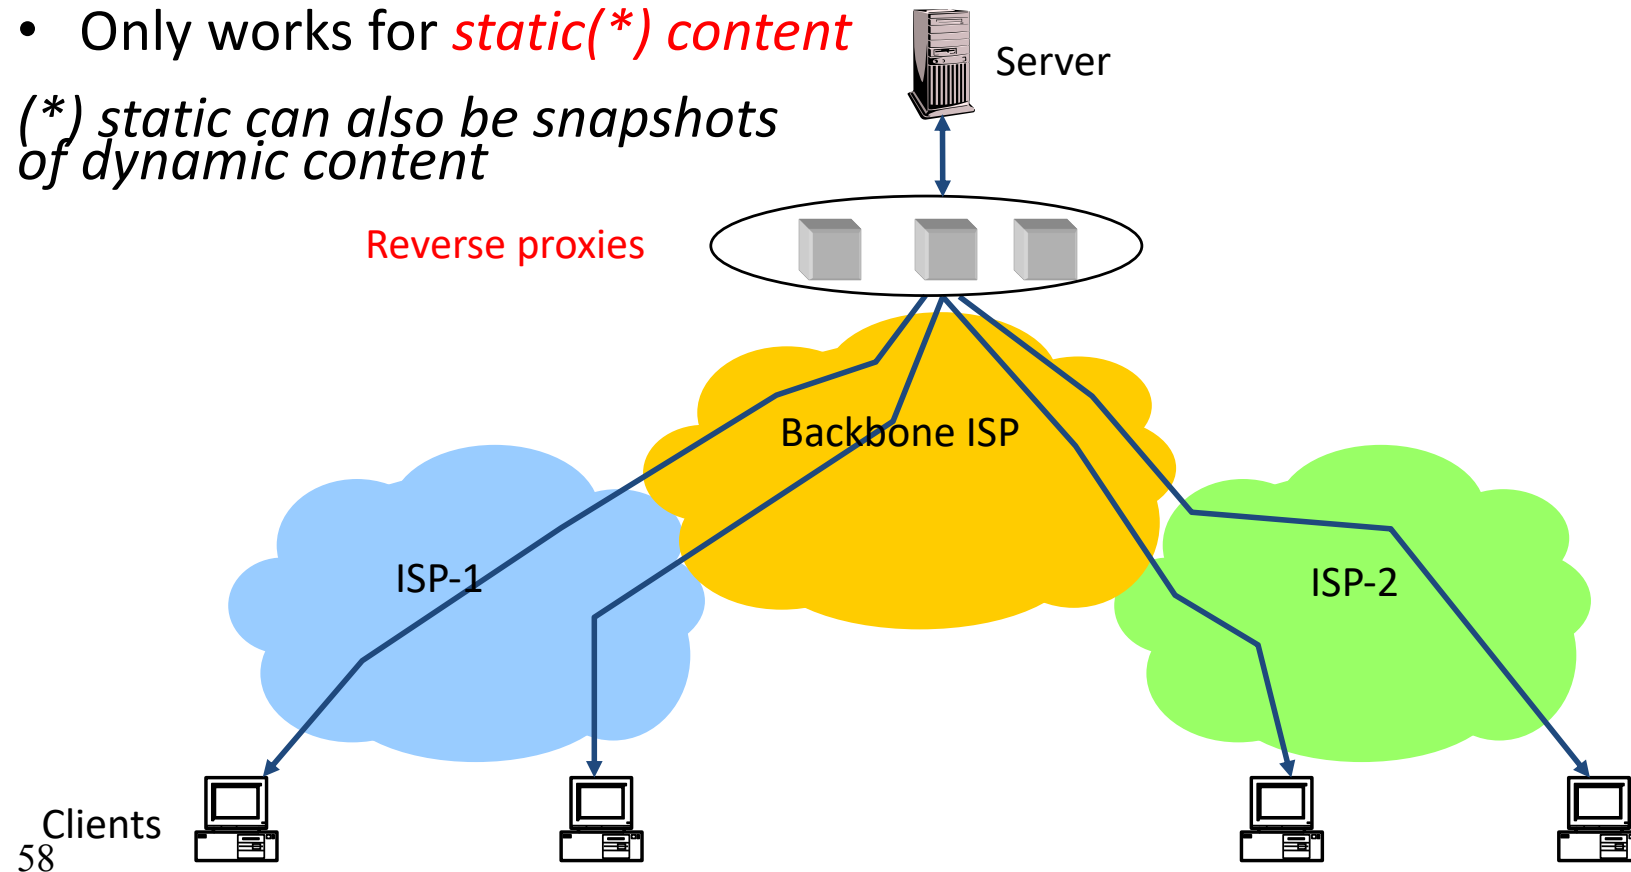 • Only works for static(*) content
(*) static can also be snapshots
of dynamic content
Server
Reverse proxies
Backbone ISP
ISP-1
ISP-2
Clients
58